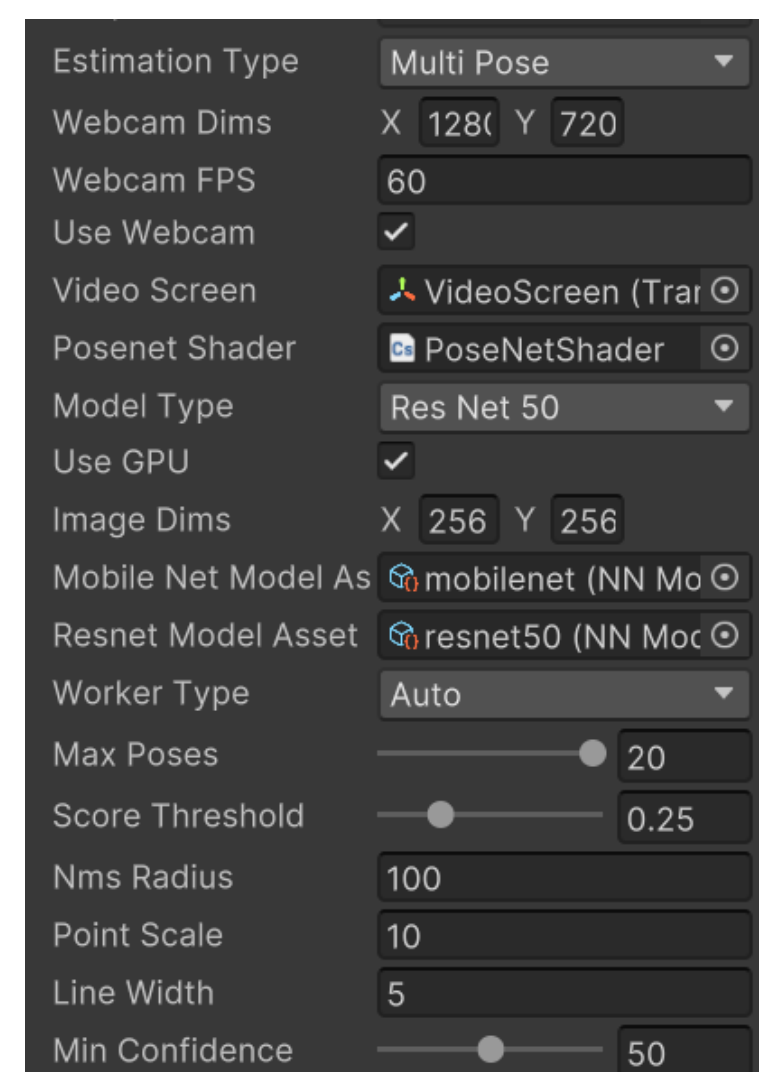 Estimation Type Multi Pose
Webcam Dims X 128 Y 720
Webcam FPS 60
Use Webcam
Video Screen VideoScreen (Tran
Posenet Shader Cs PoseNetShader
Model Type Res Net 50
Use GPU
Image Dims X 256 Y 256
Mobile Net Model As {} mobilenet (NN Mo
Resnet Model Asset {} resnet50 (NN Moc
Worker Type Auto
Max Poses 20
Score Threshold 0.25
Nms Radius 100
Point Scale 10
Line Width 5
Min Confidence 50